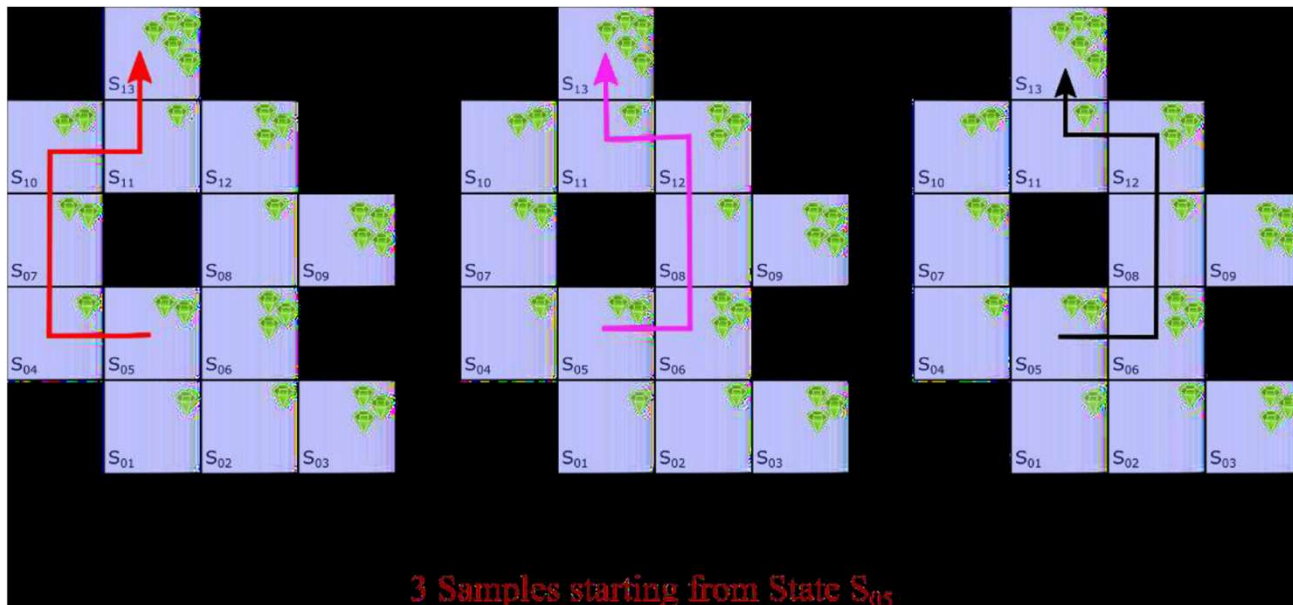 S13 S13 S13
S10 S11 S12 S10 S11 S12 S10 S11 S12
S07 S08 S09 S07 S08 S09 S07 S08 S09
S04 S05 S06 S04 S05 S06 S04 S05 S06
S01 S02 S03 S01 S02 S03 S01 S02 S03
3 Samples starting from State S05